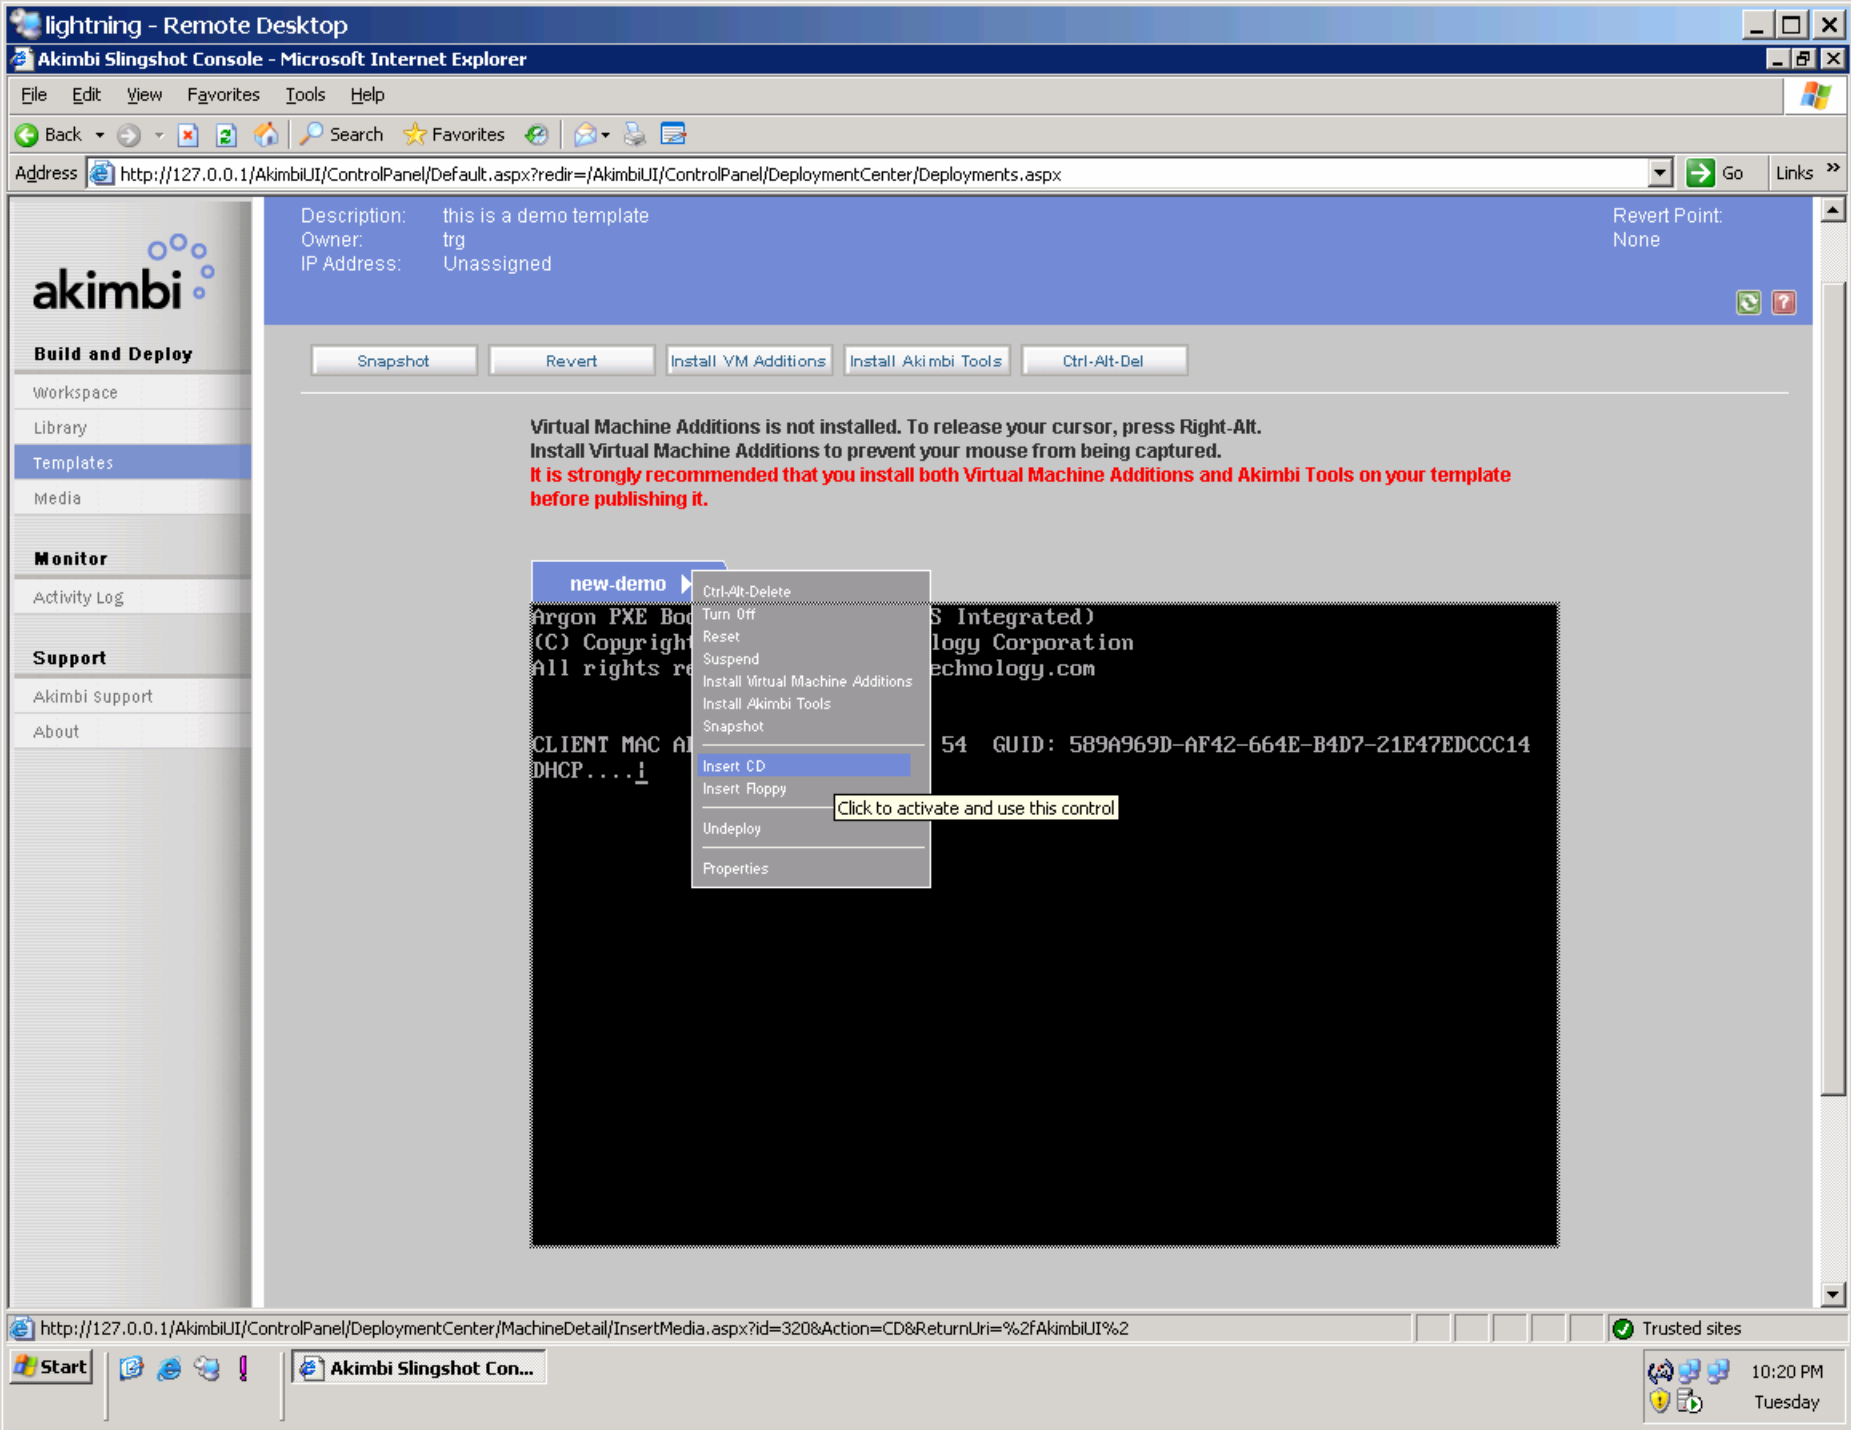 lightning - Remote Desktop
Akimbi Slingshot Console - Microsoft Internet Explorer
File Edit View Favorites Tools Help
Back Search Favorites
Address http://127.0.0.1/AkimbiUI/ControlPanel/Default.aspx?redir=/AkimbiUI/ControlPanel/DeploymentCenter/Deployments.aspx Go Links »
akimbi
Build and Deploy
Workspace
Library
Templates
Media
Monitor
Activity Log
Support
Akimbi Support
About
Description: this is a demo template
Owner: trg
IP Address: Unassigned
Revert Point:
None
?
Snapshot Revert Install VM Additions Install Akimbi Tools Ctrl-Alt-Del
Virtual Machine Additions is not installed. To release your cursor, press Right-Alt.
Install Virtual Machine Additions to prevent your mouse from being captured.
It is strongly recommended that you install both Virtual Machine Additions and Akimbi Tools on your template
before publishing it.
new-demo
Ctrl-Alt-Delete
Turn Off
Reset
Suspend
Install Virtual Machine Additions
Install Akimbi Tools
Snapshot
Insert CD
Insert Floppy
Undeploy
Properties
Click to activate and use this control
Argon PXE Boo S Integrated)
(C) Copyright logy Corporation
All rights re echnology.com
CLIENT MAC A 54 GUID: 589A969D-AF42-664E-B4D7-21E47EDCCC14
DHCP....
http://127.0.0.1/AkimbiUI/ControlPanel/DeploymentCenter/MachineDetail/InsertMedia.aspx?id=320&Action=CD&ReturnUri=%2fAkimbiUI%2 Trusted sites
Start Akimbi Slingshot Con... 10:20 PM
Tuesday